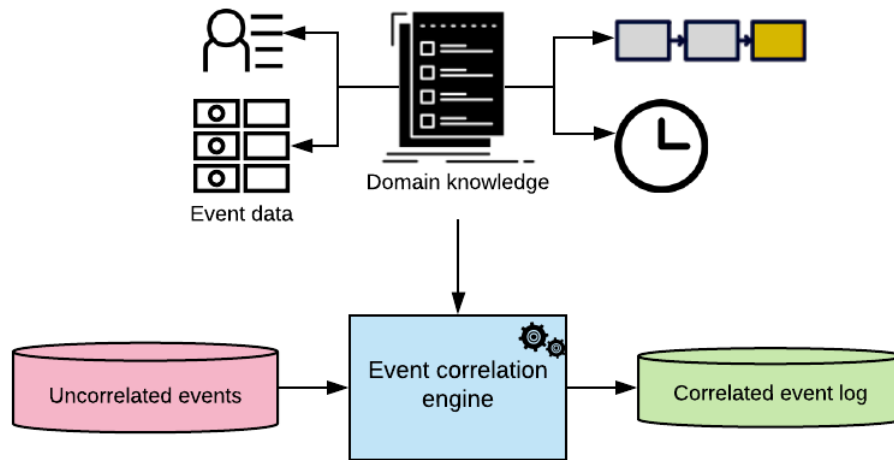 Domain knowledge
Event data
Uncorrelated events
Event correlation
engine
Correlated event log